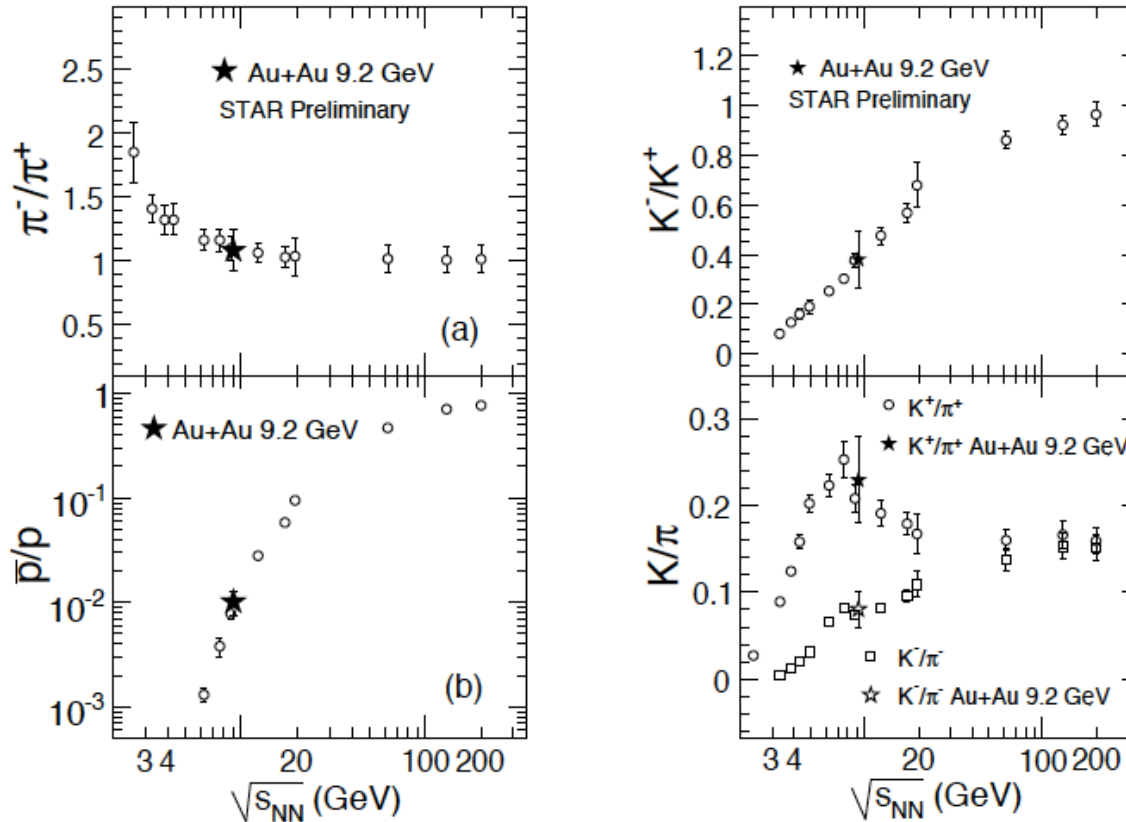 2.5
2
1.5
1
0.5
π⁻/π⁺
★ Au+Au 9.2 GeV
STAR Preliminary
(a)
1
10⁻¹
10⁻²
10⁻³
p̅/p
★ Au+Au 9.2 GeV
(b)
3 4 20 100 200
√s_NN (GeV)
1.2
1
0.8
0.6
0.4
0.2
0
K⁻/K⁺
★ Au+Au 9.2 GeV
STAR Preliminary
0.3
0.2
0.1
0
K/π
○ K⁺/π⁺
★ K⁺/π⁺ Au+Au 9.2 GeV
□ K⁻/π⁻
☆ K⁻/π⁻ Au+Au 9.2 GeV
3 4 20 100 200
√s_NN (GeV)